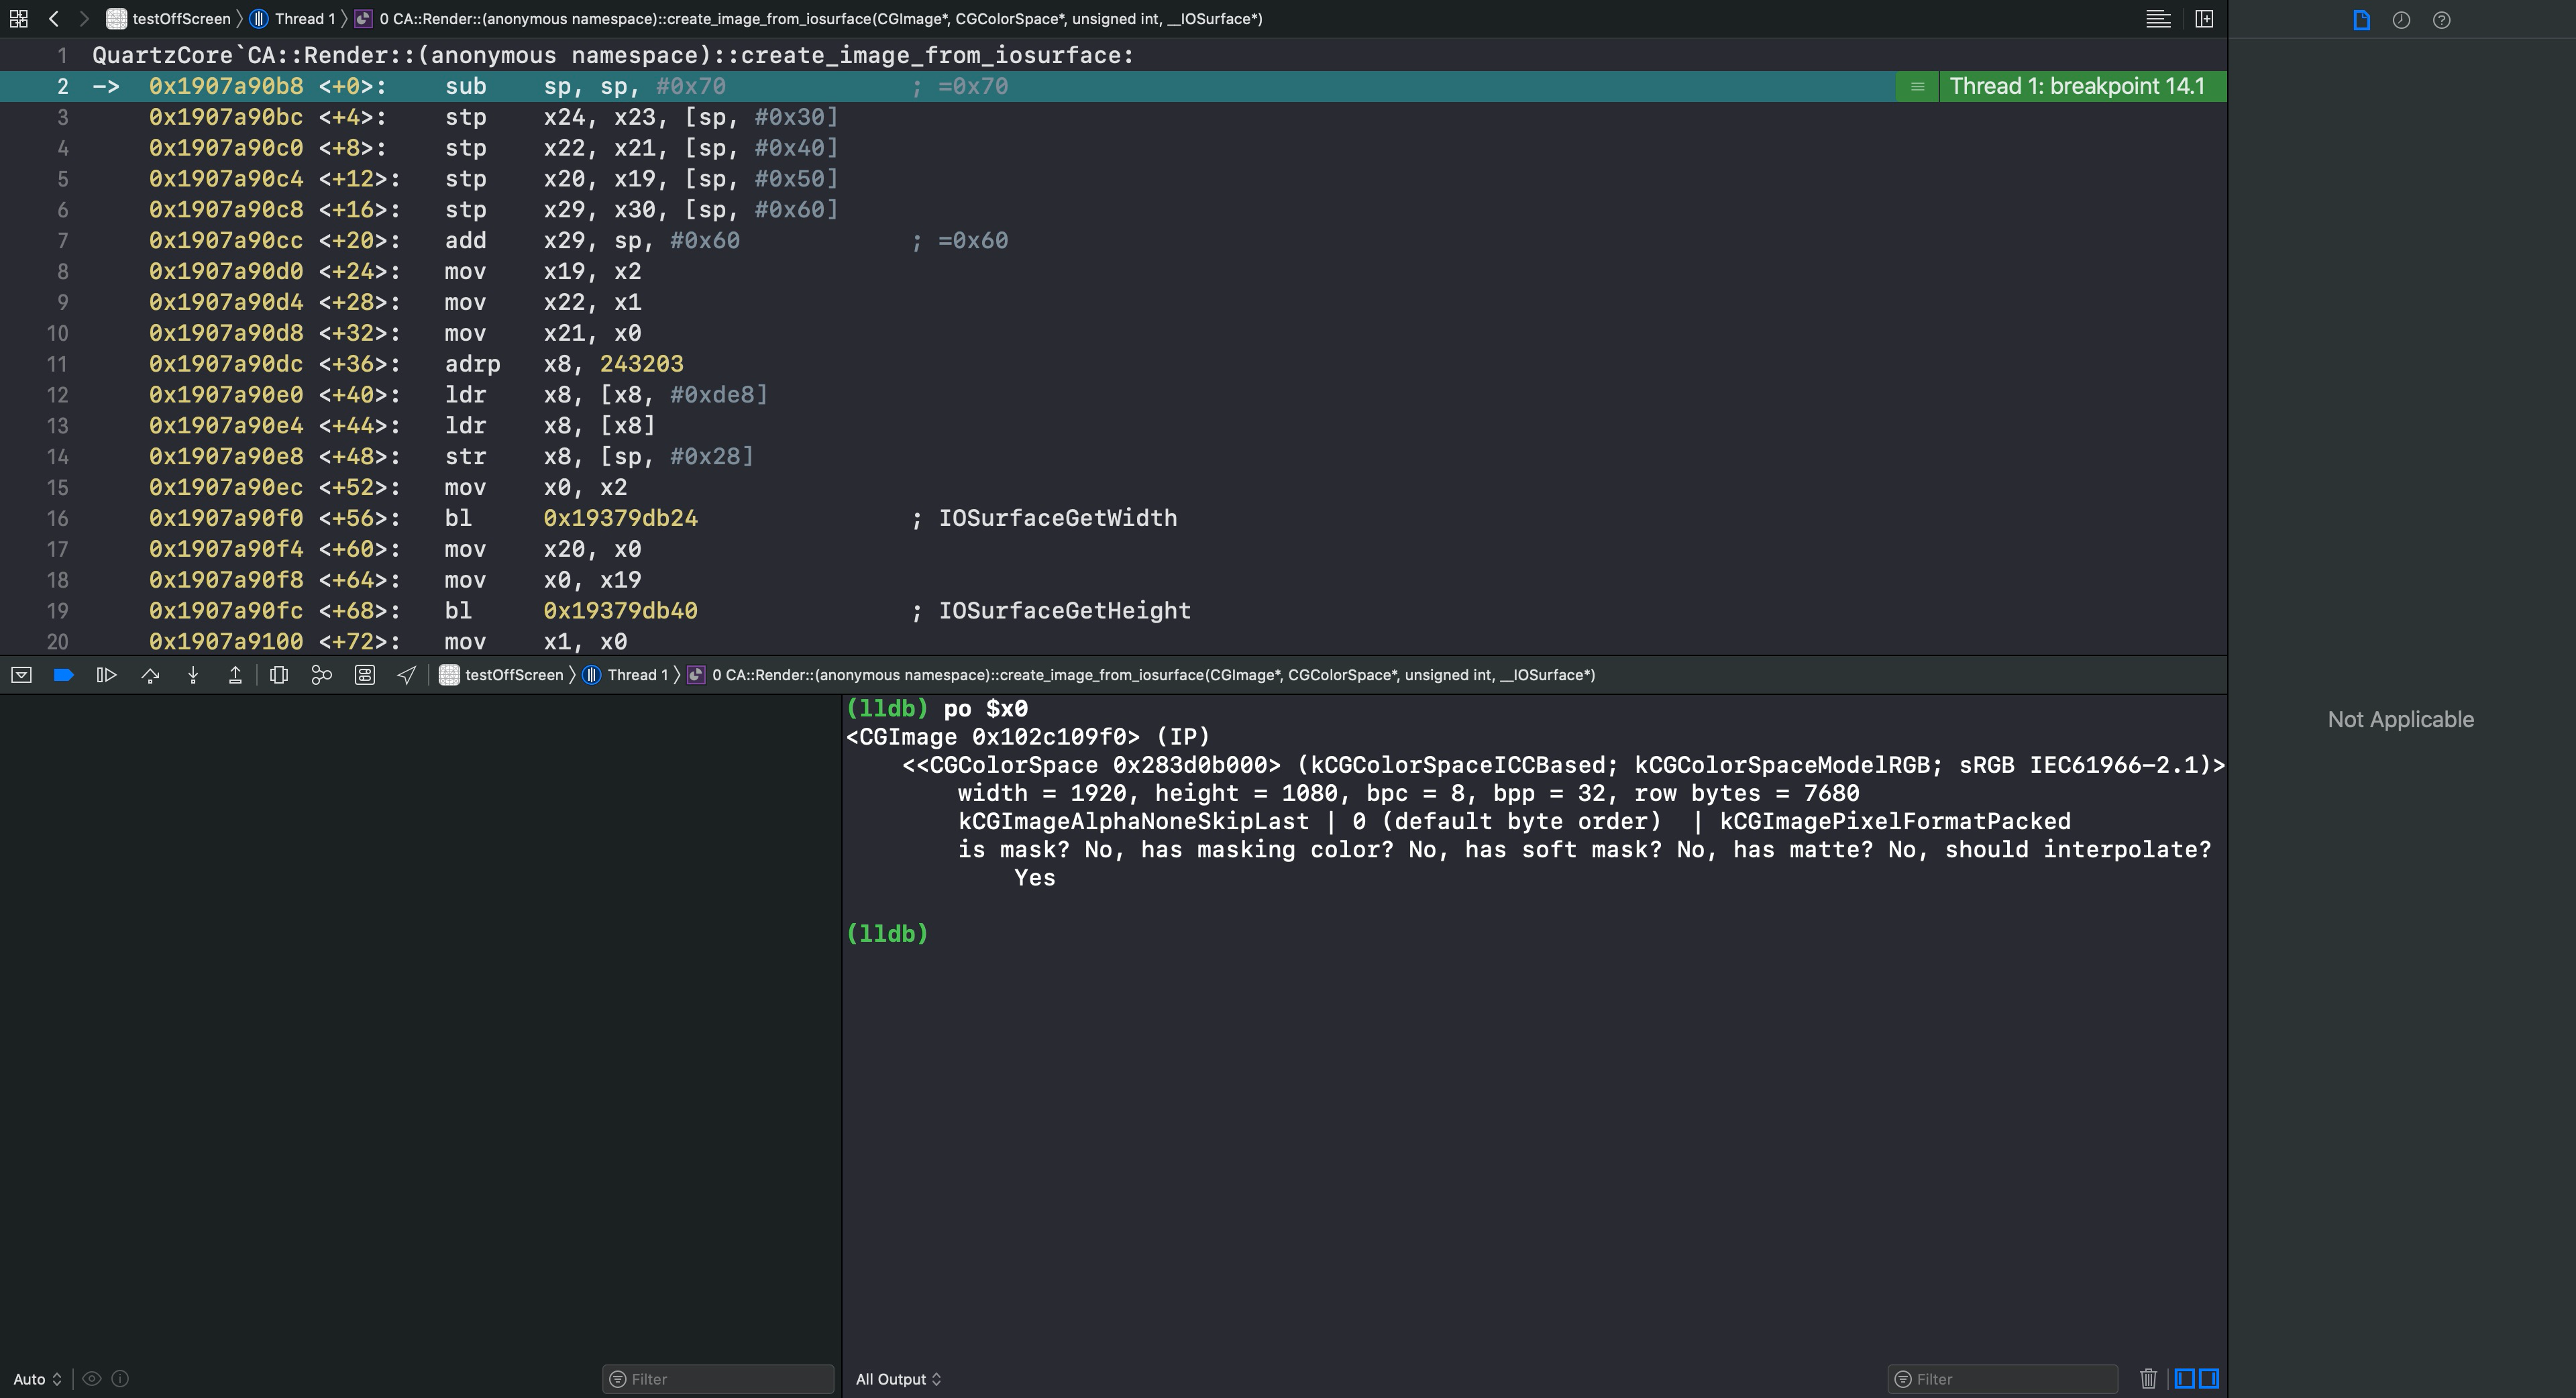 testOffScreen 〉 Thread 1 〉 0 CA::Render::(anonymous namespace)::create_image_from_iosurface(CGImage*, CGColorSpace*, unsigned int, __IOSurface*)
1 QuartzCore`CA::Render::(anonymous namespace)::create_image_from_iosurface:
2 -> 0x1907a90b8 <+0>: sub sp, sp, #0x70 ; =0x70 Thread 1: breakpoint 14.1
3 0x1907a90bc <+4>: stp x24, x23, [sp, #0x30]
4 0x1907a90c0 <+8>: stp x22, x21, [sp, #0x40]
5 0x1907a90c4 <+12>: stp x20, x19, [sp, #0x50]
6 0x1907a90c8 <+16>: stp x29, x30, [sp, #0x60]
7 0x1907a90cc <+20>: add x29, sp, #0x60 ; =0x60
8 0x1907a90d0 <+24>: mov x19, x2
9 0x1907a90d4 <+28>: mov x22, x1
10 0x1907a90d8 <+32>: mov x21, x0
11 0x1907a90dc <+36>: adrp x8, 243203
12 0x1907a90e0 <+40>: ldr x8, [x8, #0xde8]
13 0x1907a90e4 <+44>: ldr x8, [x8]
14 0x1907a90e8 <+48>: str x8, [sp, #0x28]
15 0x1907a90ec <+52>: mov x0, x2
16 0x1907a90f0 <+56>: bl 0x19379db24 ; IOSurfaceGetWidth
17 0x1907a90f4 <+60>: mov x20, x0
18 0x1907a90f8 <+64>: mov x0, x19
19 0x1907a90fc <+68>: bl 0x19379db40 ; IOSurfaceGetHeight
20 0x1907a9100 <+72>: mov x1, x0
testOffScreen 〉 Thread 1 〉 0 CA::Render::(anonymous namespace)::create_image_from_iosurface(CGImage*, CGColorSpace*, unsigned int, __IOSurface*)
(lldb) po $x0
<CGImage 0x102c109f0> (IP)
<<CGColorSpace 0x283d0b000> (kCGColorSpaceICCBased; kCGColorSpaceModelRGB; sRGB IEC61966-2.1)>
width = 1920, height = 1080, bpc = 8, bpp = 32, row bytes = 7680
kCGImageAlphaNoneSkipLast | 0 (default byte order)  | kCGImagePixelFormatPacked
is mask? No, has masking color? No, has soft mask? No, has matte? No, should interpolate?
Yes
(lldb)
Not Applicable
Auto
Filter
All Output
Filter